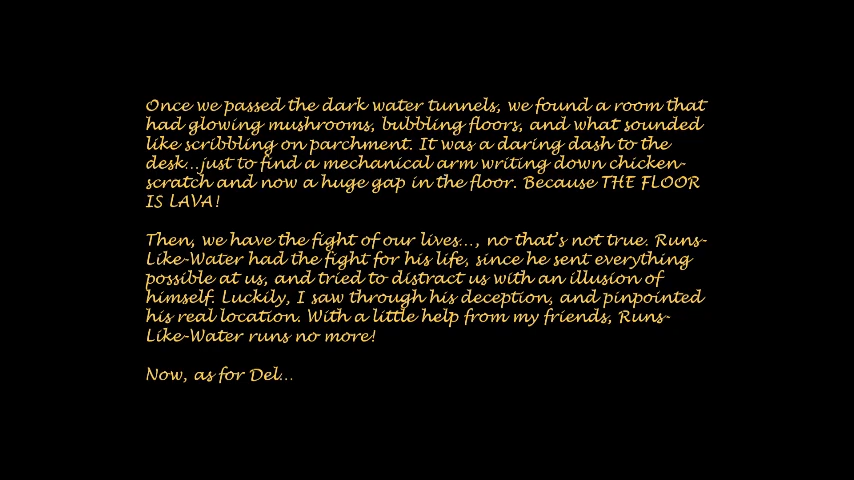 Once we passed the dark water tunnels, we found a room that
had glowing mushrooms, bubbling floors, and what sounded
like scribbling on parchment. It was a daring dash to the
desk...just to find a mechanical arm writing down chicken-
scratch and now a huge gap in the floor. Because THE FLOOR
IS LAVA!
Then, we have the fight of our lives..., no that's not true. Runs-
Like-Water had the fight for his life, since he sent everything
possible at us, and tried to distract us with an illusion of
himself. Luckily, I saw through his deception, and pinpointed
his real location. With a little help from my friends, Runs-
Like-Water runs no more!
Now, as for Del...